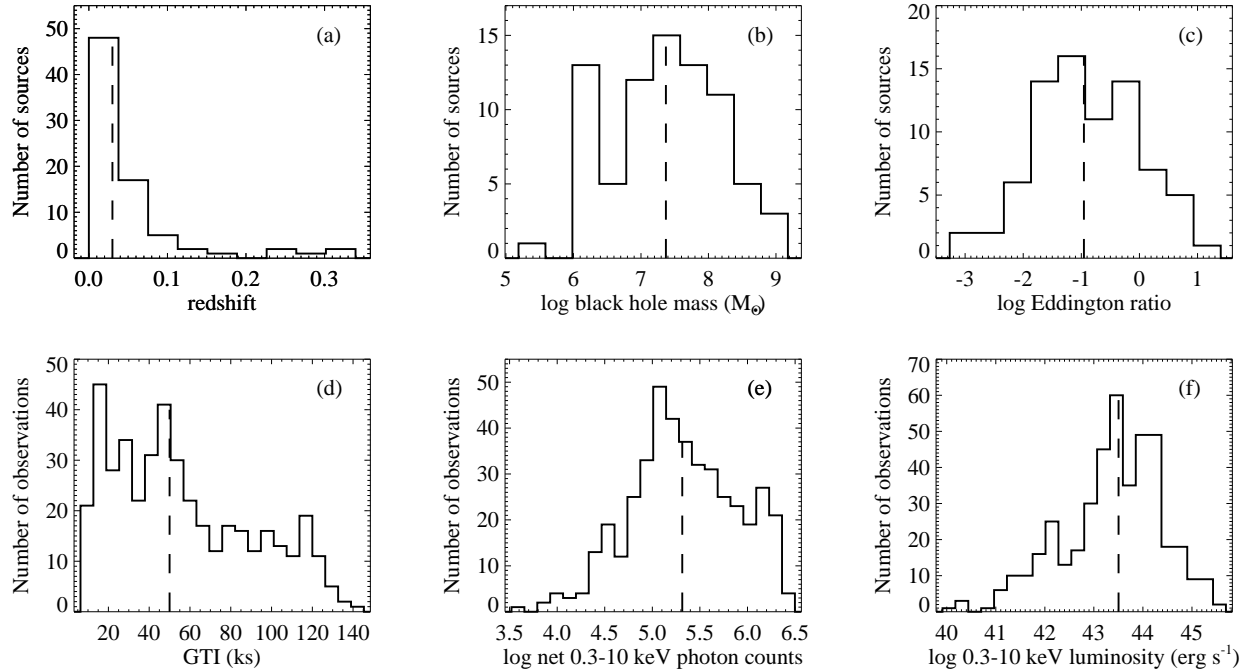 (a)
Number of sources
50
40
30
20
10
0
0.0 0.1 0.2 0.3
redshift
(b)
Number of sources
15
10
5
0
5 6 7 8 9
log black hole mass (M⊙)
(c)
Number of sources
20
15
10
5
0
-3 -2 -1 0 1
log Eddington ratio
(d)
Number of observations
50
40
30
20
10
0
20 40 60 80 100 120 140
GTI (ks)
(e)
Number of observations
50
40
30
20
10
0
3.5 4.0 4.5 5.0 5.5 6.0 6.5
log net 0.3-10 keV photon counts
(f)
Number of observations
70
60
50
40
30
20
10
0
40 41 42 43 44 45
log 0.3-10 keV luminosity (erg s⁻¹)